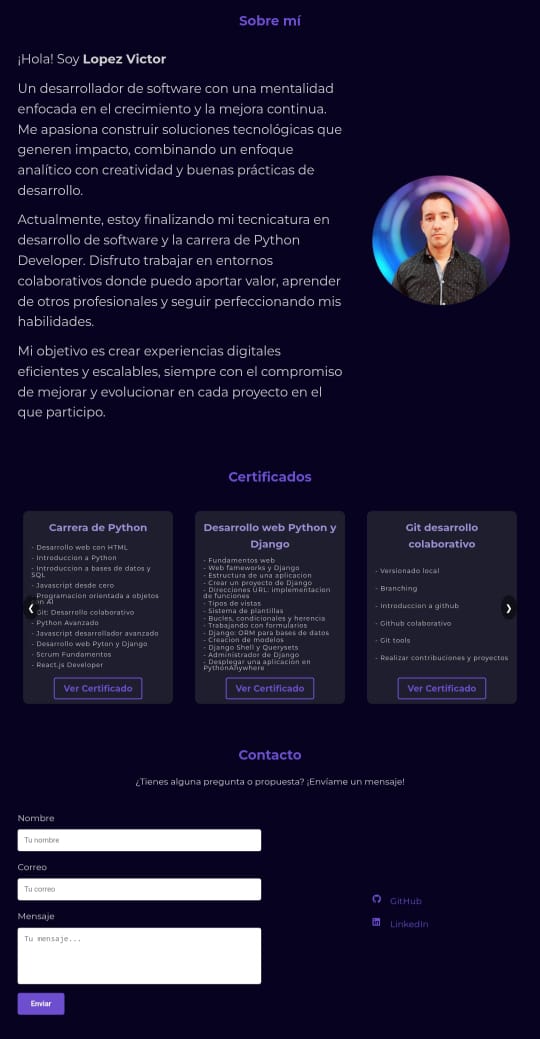 Sobre mí
¡Hola! Soy Lopez Victor
Un desarrollador de software con una mentalidad
enfocada en el crecimiento y la mejora continua.
Me apasiona construir soluciones tecnológicas que
generen impacto, combinando un enfoque
analítico con creatividad y buenas prácticas de
desarrollo.
Actualmente, estoy finalizando mi tecnicatura en
desarrollo de software y la carrera de Python
Developer. Disfruto trabajar en entornos
colaborativos donde puedo aportar valor, aprender
de otros profesionales y seguir perfeccionando mis
habilidades.
Mi objetivo es crear experiencias digitales
eficientes y escalables, siempre con el compromiso
de mejorar y evolucionar en cada proyecto en el
que participo.
Certificados
Carrera de Python
- Desarrollo web con HTML
- Introduccion a Python
- Introduccion a bases de datos y
SQL
- Javascript desde cero
- Programacion orientada a objetos
con AI
- Git: Desarrollo colaborativo
- Python Avanzado
- Javascript desarrollador avanzado
- Desarrollo web Pyton y Django
- Scrum Fundamentos
- React.js Developer
Ver Certificado
Desarrollo web Python y
Django
- Fundamentos web
- Web fameworks y Django
- Estructura de una aplicacion
- Crear un proyecto de Django
- Direcciones URL: implementacion
de funciones
- Tipos de vistas
- Sistema de plantillas
- Bucles, condicionales y herencia
- Trabajando con formularios
- Django: ORM para bases de datos
- Creacion de modelos
- Django Shell y Querysets
- Administrador de Django
- Desplegar una aplicacion en
PythonAnywhere
Ver Certificado
Git desarrollo
colaborativo
- Versionado local
- Branching
- Introduccion a github
- Github colaborativo
- Git tools
- Realizar contribuciones y proyectos
Ver Certificado
Contacto
¿Tienes alguna pregunta o propuesta? ¡Envíame un mensaje!
Nombre
Tu nombre
Correo
Tu correo
Mensaje
Tu mensaje...
Enviar
GitHub
LinkedIn